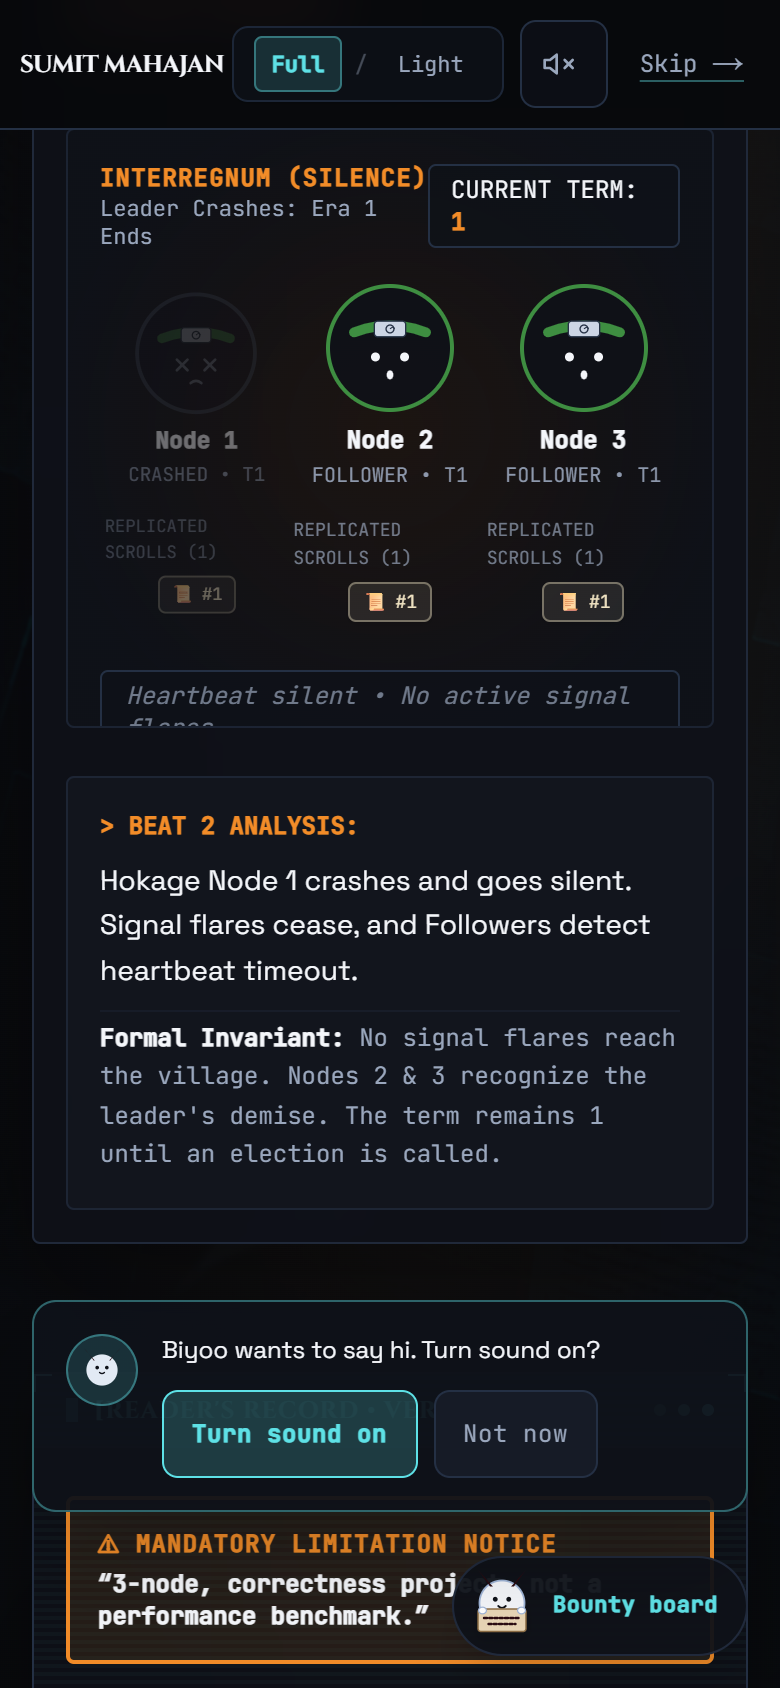 SUMIT MAHAJAN
Full / Light
Skip →
INTERREGNUM (SILENCE)
Leader Crashes: Era 1
Ends
CURRENT TERM:
1
Node 1
CRASHED • T1
REPLICATED
SCROLLS (1)
#1
Node 2
FOLLOWER • T1
REPLICATED
SCROLLS (1)
#1
Node 3
FOLLOWER • T1
REPLICATED
SCROLLS (1)
#1
Heartbeat silent • No active signal
flares
> BEAT 2 ANALYSIS:
Hokage Node 1 crashes and goes silent.
Signal flares cease, and Followers detect
heartbeat timeout.
Formal Invariant: No signal flares reach
the village. Nodes 2 & 3 recognize the
leader's demise. The term remains 1
until an election is called.
Biyoo wants to say hi. Turn sound on?
Turn sound on
Not now
⚠ MANDATORY LIMITATION NOTICE
“3-node, correctness project, not a
performance benchmark.”
Bounty board